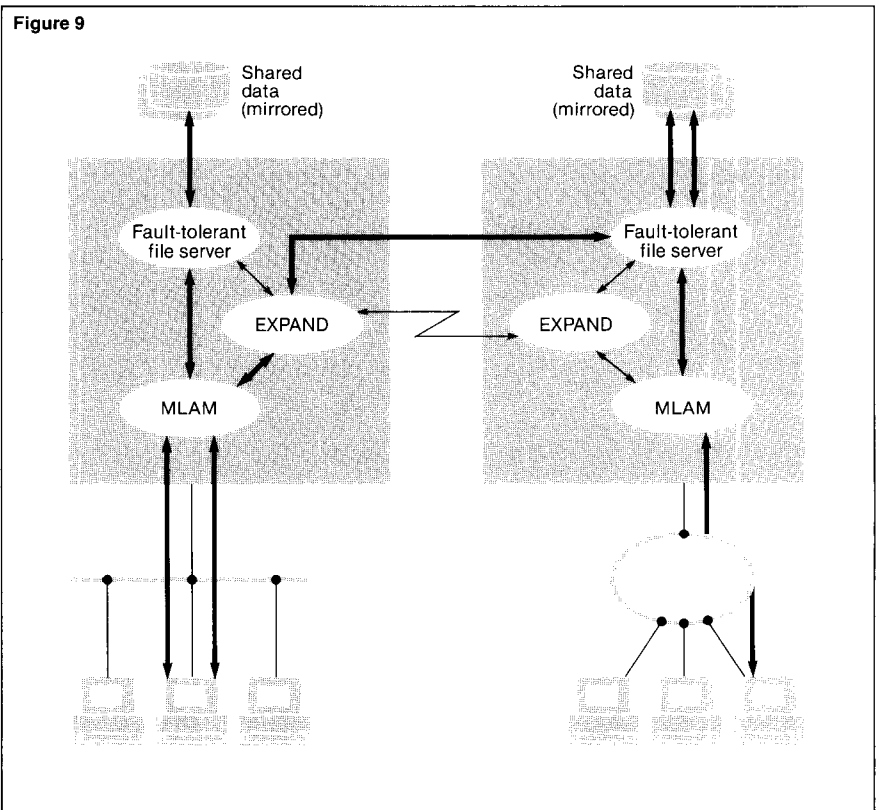 Figure 9
Shared
data
(mirrored)
Shared
data
(mirrored)
Fault-tolerant
file server
Fault-tolerant
file server
EXPAND
EXPAND
MLAM
MLAM